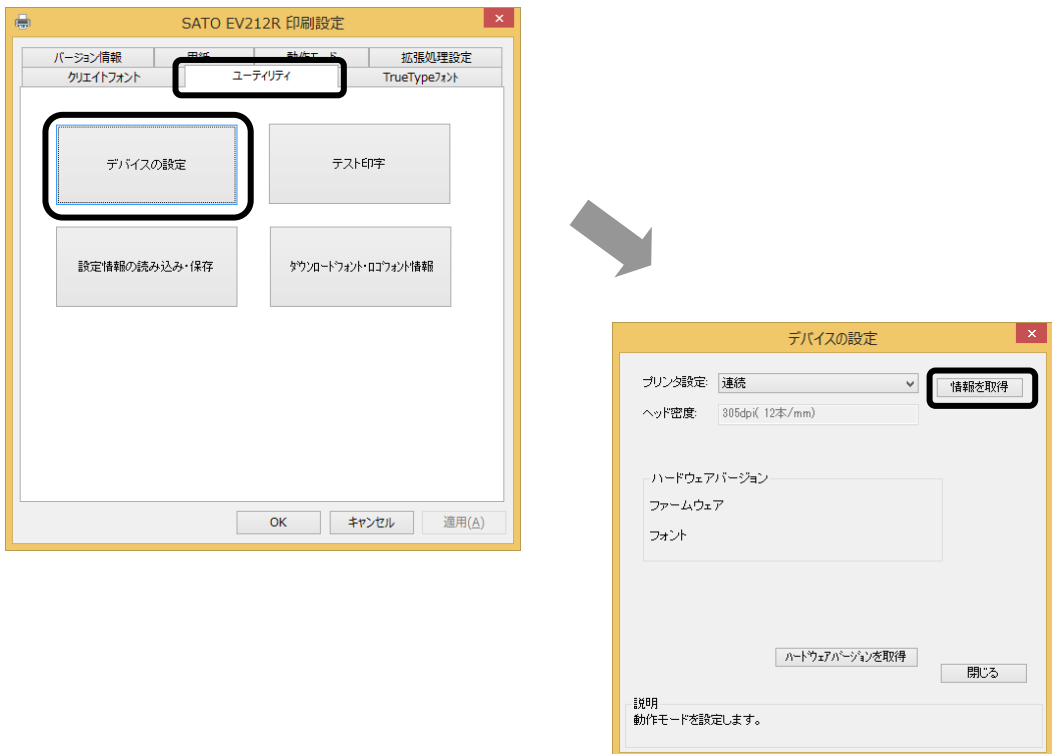 SATO EV212R 印刷設定
バージョン情報 用紙 動作モード 拡張処理設定
クリエイトフォント ユーティリティ TrueTypeフォント
デバイスの設定 テスト印字
設定情報の読み込み・保存 ダウンロードフォント・ロゴフォント情報
OK キャンセル 適用(A)
デバイスの設定
プリンタ設定: 連続 情報を取得
ヘッド密度: 305dpi( 12本/mm)
ハードウェアバージョン
ファームウェア
フォント
ハードウェアバージョンを取得
閉じる
説明
動作モードを設定します。